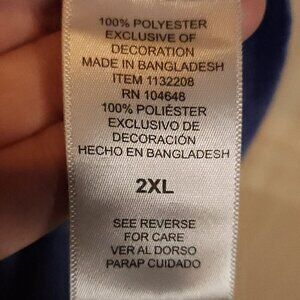 100% POLYESTER
EXCLUSIVE OF
DECORATION
MADE IN BANGLADESH
ITEM 1132208
RN 104648
100% POLIÉSTER
EXCLUSIVO DE
DECORACIÓN
HECHO EN BANGLADESH
2XL
SEE REVERSE
FOR CARE
VER AL DORSO
PARAP CUIDADO